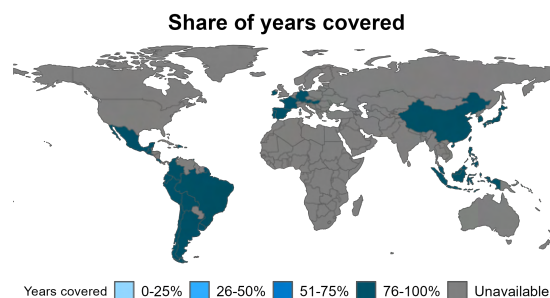 Share of years covered
Years covered 0-25% 26-50% 51-75% 76-100% Unavailable